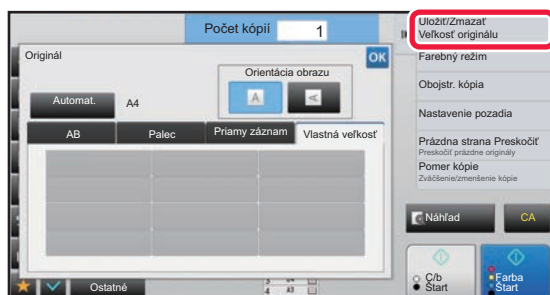 Počet kópií
1
Uložiť/Zmazať
Veľkosť originálu
Originál
OK
Farebný režim
Orientácia obrazu
Obojstr. kópia
Automat.
A4
A
A
Nastavenie pozadia
AB
Palec
Priamy záznam
Vlastná veľkosť
Prázdna strana Preskočiť
Preskočiť prázdne originály
Pomer kópie
Zväčšenie/zmenšenie kópie
Náhľad
CA
Č/b
Štart
Farba
Štart
Ostatné
4
A3